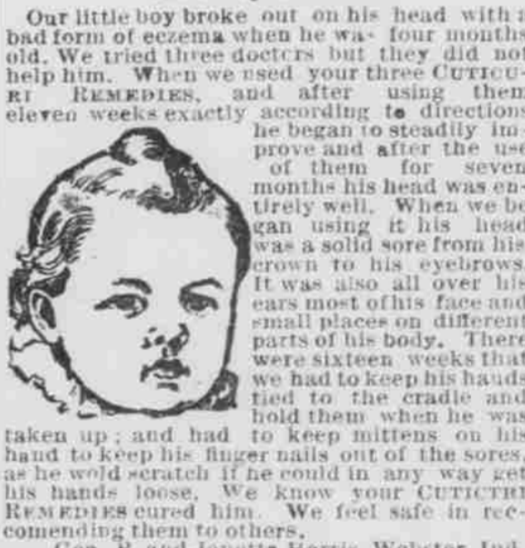 Our little boy broke out on his head with a
bad form of eczema when he was four months
old. We tried three doctors but they did not
help him. When we used your three CUTICU-
RI REMEDIES, and after using them
eleven weeks exactly according to direction
he began to steadily im
prove and after the use
of them for seven
months his head was en
tirely well. When we be
gan using it his head
was a solid sore from his
crown to his eyebrows
It was also all over his
ears most of his face and
small places on different
parts of his body. There
were sixteen weeks that
we had to keep his hands
tied to the cradle and
hold them when he was
taken up; and had to keep mittens on his
hand to keep his finger nails out of the sores,
as he wold scratch if he could in any way get
his hands loose. We know your CUTICTRI
REMEDIES cured him. We feel safe in rec-
comending them to others.
Geo. B. and Harris, Webster, Ind